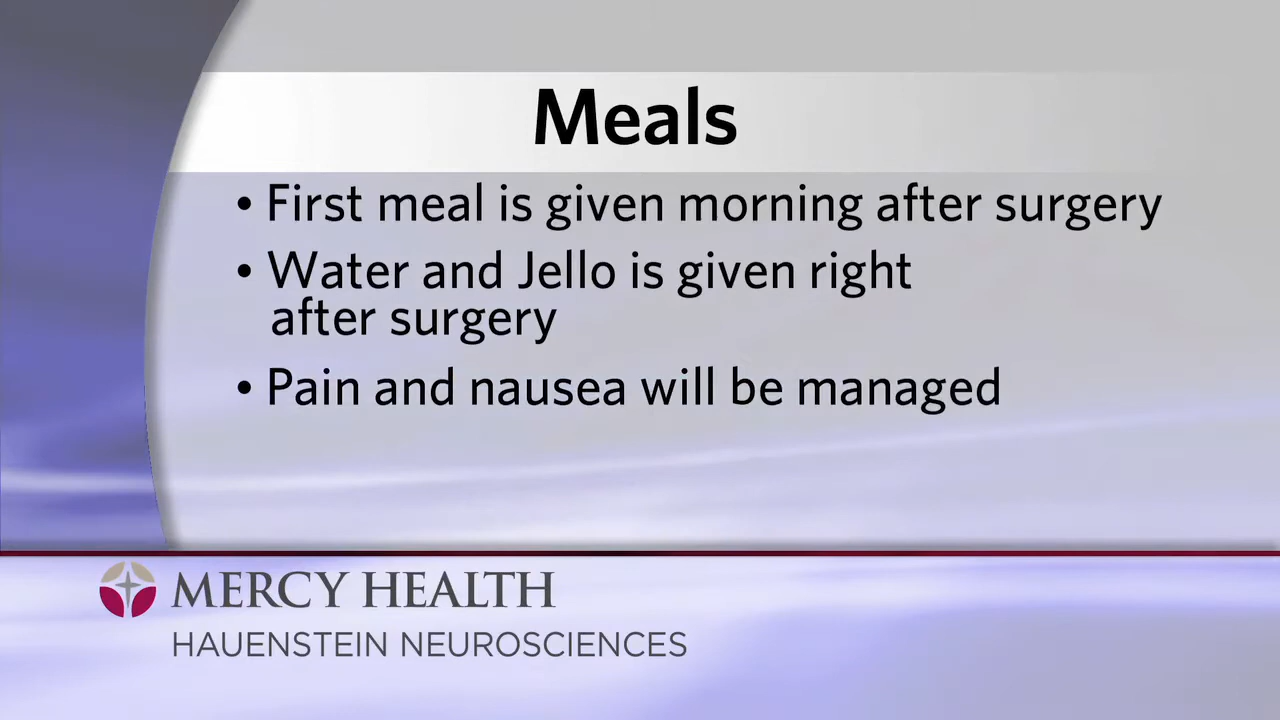 Meals
• First meal is given morning after surgery
• Water and Jello is given right
after surgery
• Pain and nausea will be managed
MERCY HEALTH
HAUENSTEIN NEUROSCIENCES